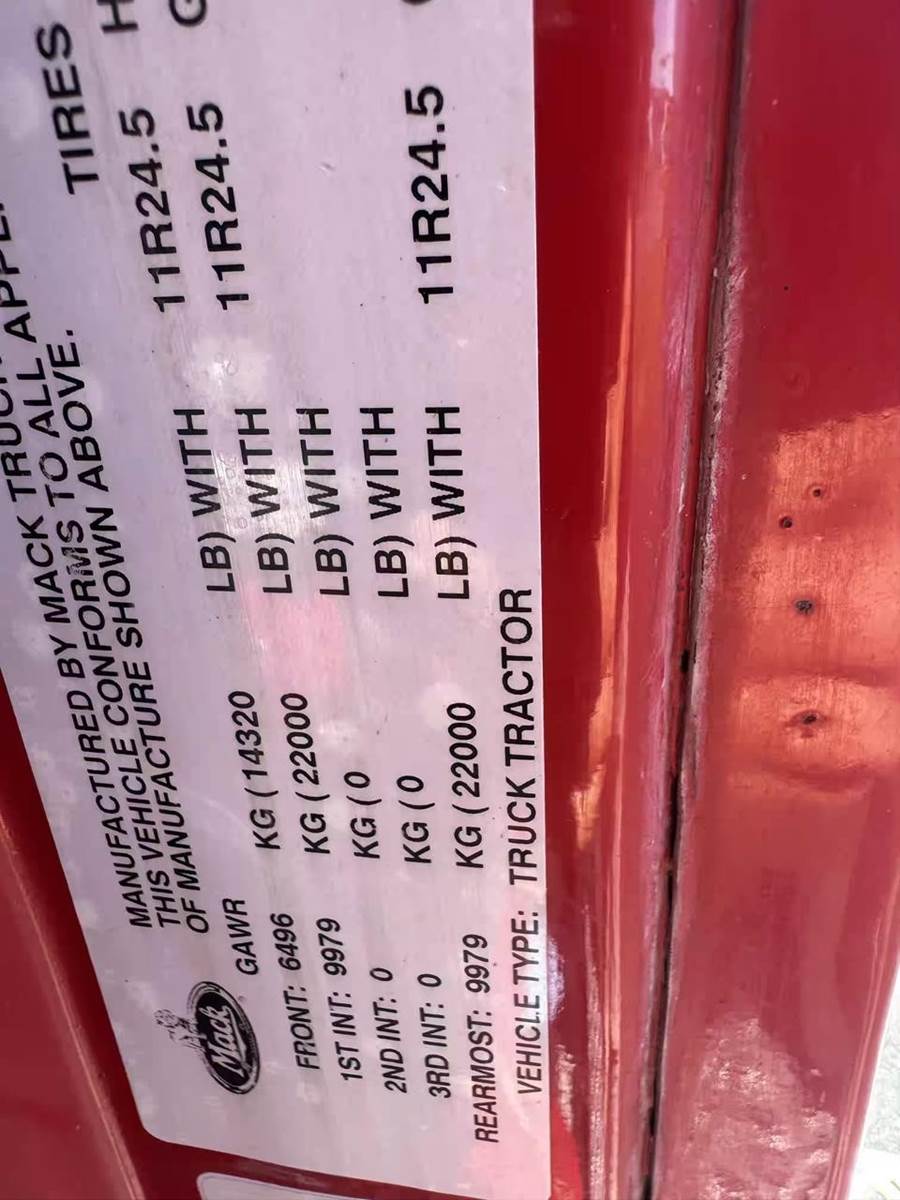 MANUFACTURED BY MACK
THIS VEHICLE CONFORMS TO ALL
OF MANUFACTURE SHOWN ABOVE.
Mack
GAWR TIRES
FRONT: 6496 KG ( 14320 LB) WITH 11R24.5 H
1ST INT: 9979 KG ( 22000 LB) WITH 11R24.5 G
2ND INT: 0 KG ( 0 LB) WITH
3RD INT: 0 KG ( 0 LB) WITH
REARMOST: 9979 KG ( 22000 LB) WITH 11R24.5
VEHICLE TYPE: TRUCK TRACTOR